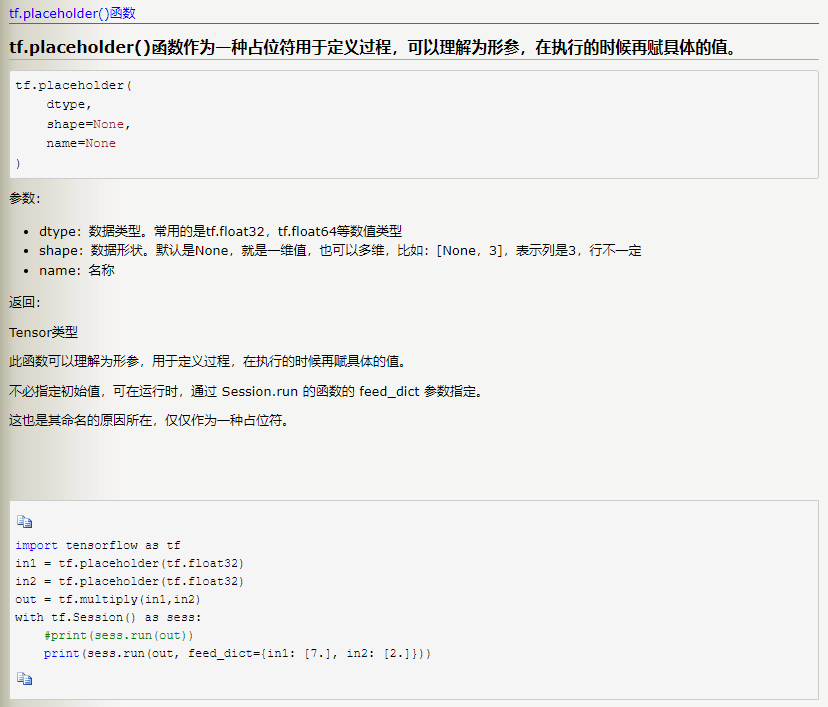 tf.placeholder()函数
tf.placeholder()函数作为一种占位符用于定义过程，可以理解为形参，在执行的时候再赋具体的值。
tf.placeholder(
    dtype,
    shape=None,
    name=None
)
参数：
• dtype：数据类型。常用的是tf.float32，tf.float64等数值类型
• shape：数据形状。默认是None，就是一维值，也可以多维，比如：[None，3]，表示列是3，行不一定
• name：名称
返回：
Tensor类型
此函数可以理解为形参，用于定义过程，在执行的时候再赋具体的值。
不必指定初始值，可在运行时，通过 Session.run 的函数的 feed_dict 参数指定。
这也是其命名的原因所在，仅仅作为一种占位符。
import tensorflow as tf
in1 = tf.placeholder(tf.float32)
in2 = tf.placeholder(tf.float32)
out = tf.multiply(in1,in2)
with tf.Session() as sess:
    #print(sess.run(out))
    print(sess.run(out, feed_dict={in1: [7.], in2: [2.]}))